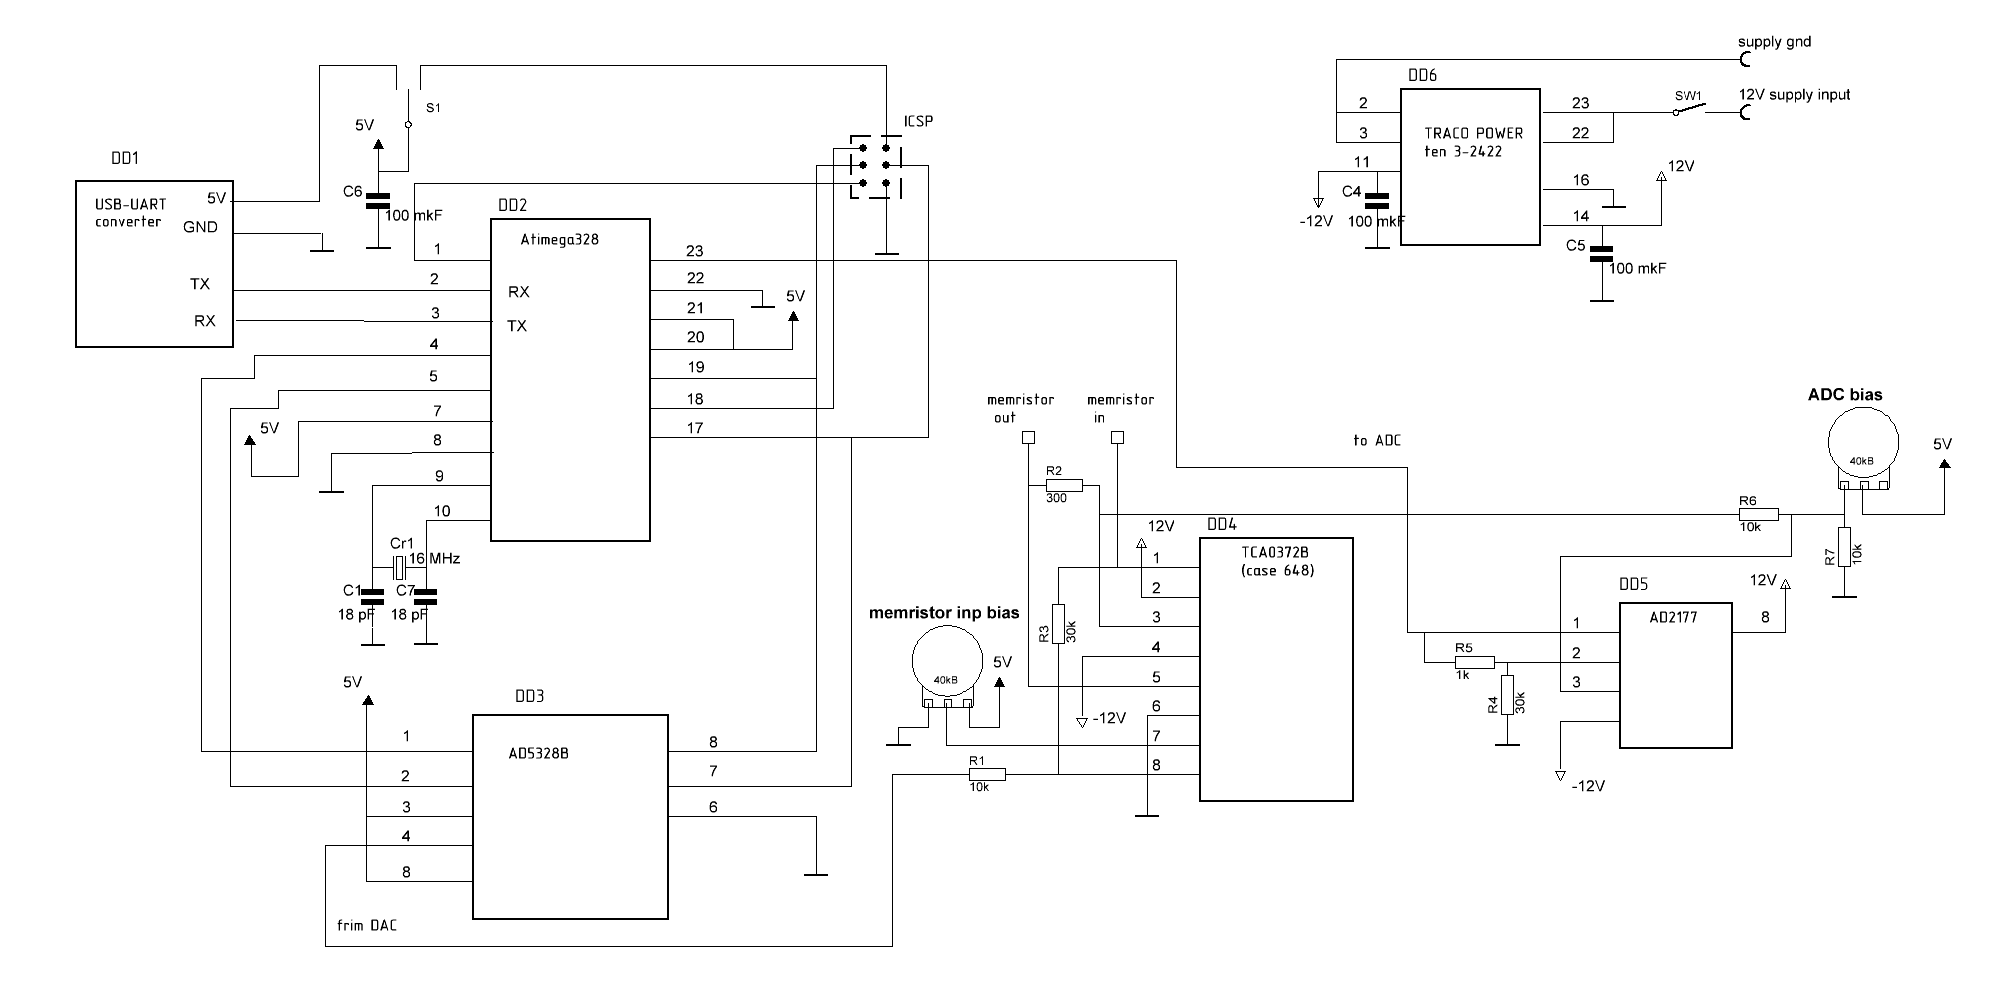 supply gnd
12V supply input
SW1
DD6
TRACO POWER
ten 3-2422
2
3
11
23
22
16
14
12V
-12V
C4
100 mkF
C5
100 mkF
S1
5V
C6
100 mkF
ICSP
DD1
USB-UART
converter
5V
GND
TX
RX
DD2
Atimega328
RX
TX
1
2
3
4
5
7
8
9
10
23
22
21
20
19
18
17
5V
5V
Cr1
16 MHz
C1
18 pF
C7
18 pF
5V
DD3
AD5328B
1
2
3
4
8
8
7
6
frim DAC
memristor
out
memristor
in
R2
300
to ADC
ADC bias
40kB
5V
R6
10k
R7
10k
DD4
TCA0372B
(case 648)
12V
1
2
3
4
5
6
7
8
R3
30k
-12V
memristor inp bias
40kB
5V
R1
10k
DD5
AD2177
1
2
3
8
12V
R5
1k
R4
30k
-12V